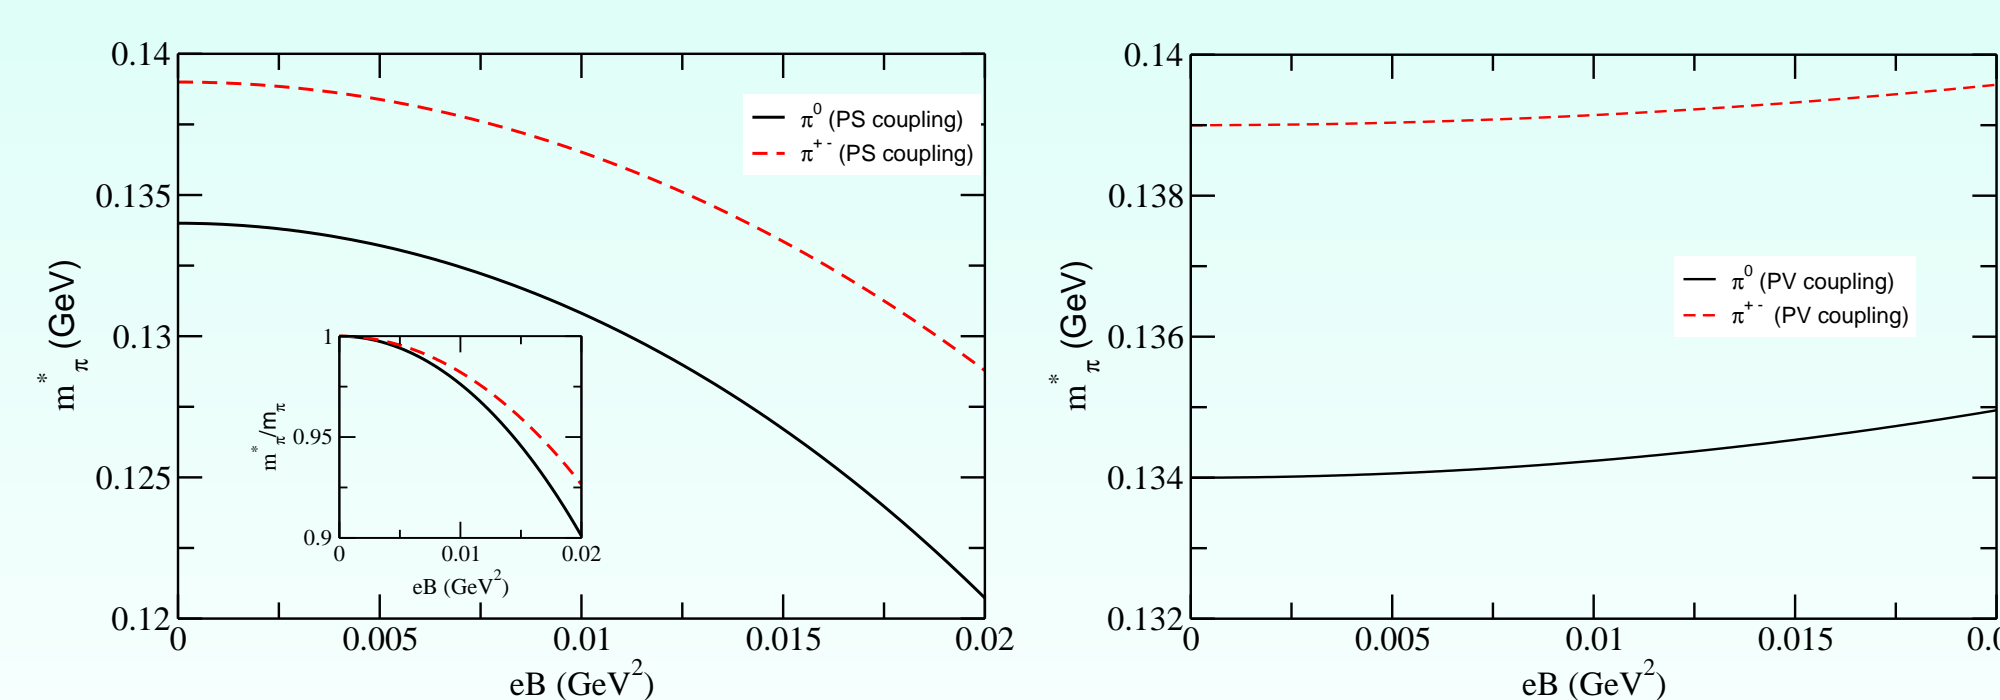 0.14
0.135
0.13
0.125
0.12
m*π (GeV)
π⁰ (PS coupling)
π⁺⁻ (PS coupling)
1
0.95
0.9
m*π/mπ
0
0.01
0.02
eB (GeV²)
0
0.005
0.01
0.015
0.02
eB (GeV²)
0.14
0.138
0.136
0.134
0.132
m*π (GeV)
π⁰ (PV coupling)
π⁺⁻ (PV coupling)
0
0.005
0.01
0.015
eB (GeV²)